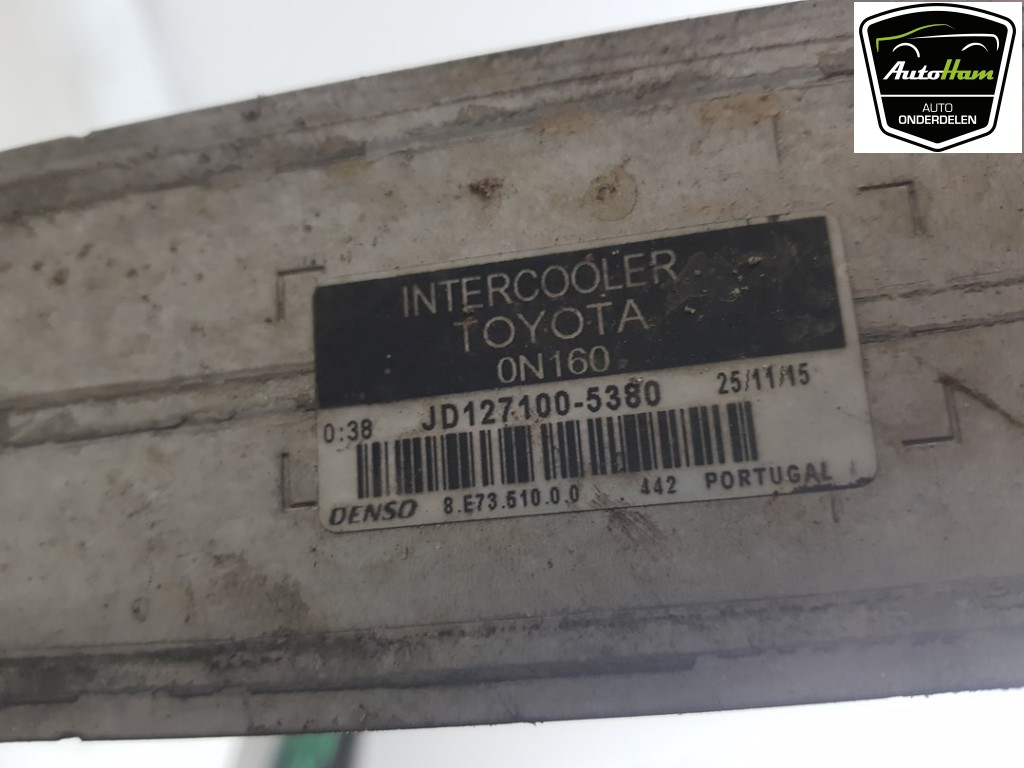 AutoHam
AUTO
ONDERDELEN
INTERCOOLER
TOYOTA
0N160
0:38 JD127100-5380 25/11/15
DENSO 8.E73.510.0.0 442 PORTUGAL